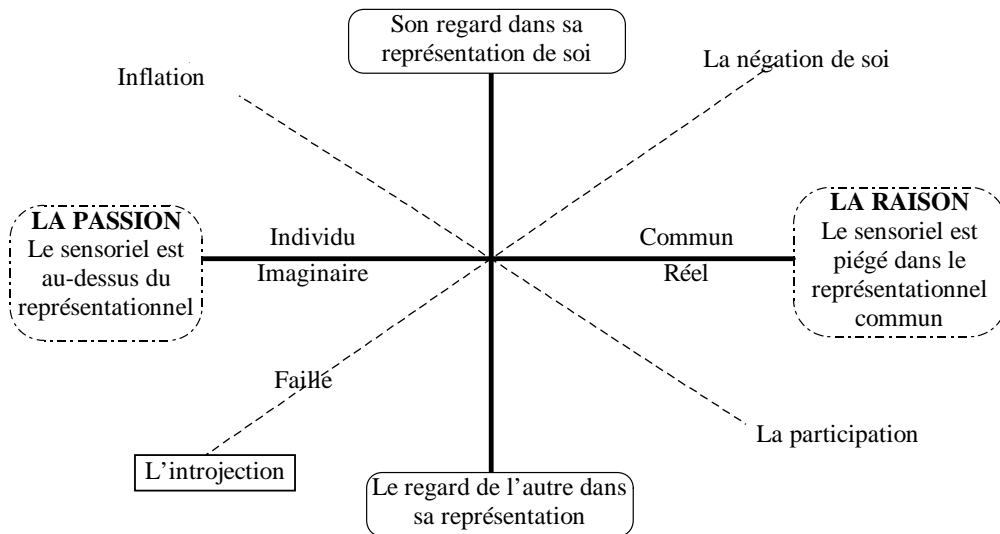 Son regard dans sa
représentation de soi
Inflation
La négation de soi
LA PASSION
Le sensoriel est
au-dessus du
représentationnel
Individu
Imaginaire
Commun
Réel
LA RAISON
Le sensoriel est
piégé dans le
représentationnel
commun
Faille
La participation
L’introjection
Le regard de l’autre dans
sa représentation